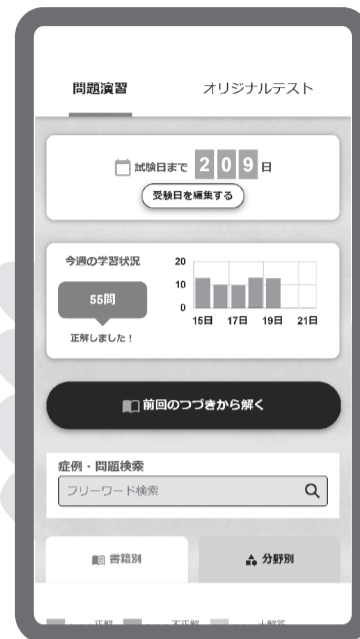 問題演習 オリジナルテスト
試験日まで 209 日
受験日を編集する
今週の学習状況
55問
正解しました！
20
10
0
15日 17日 19日 21日
前回のつづきから解く
症例・問題検索
フリーワード検索
書籍別 分野別